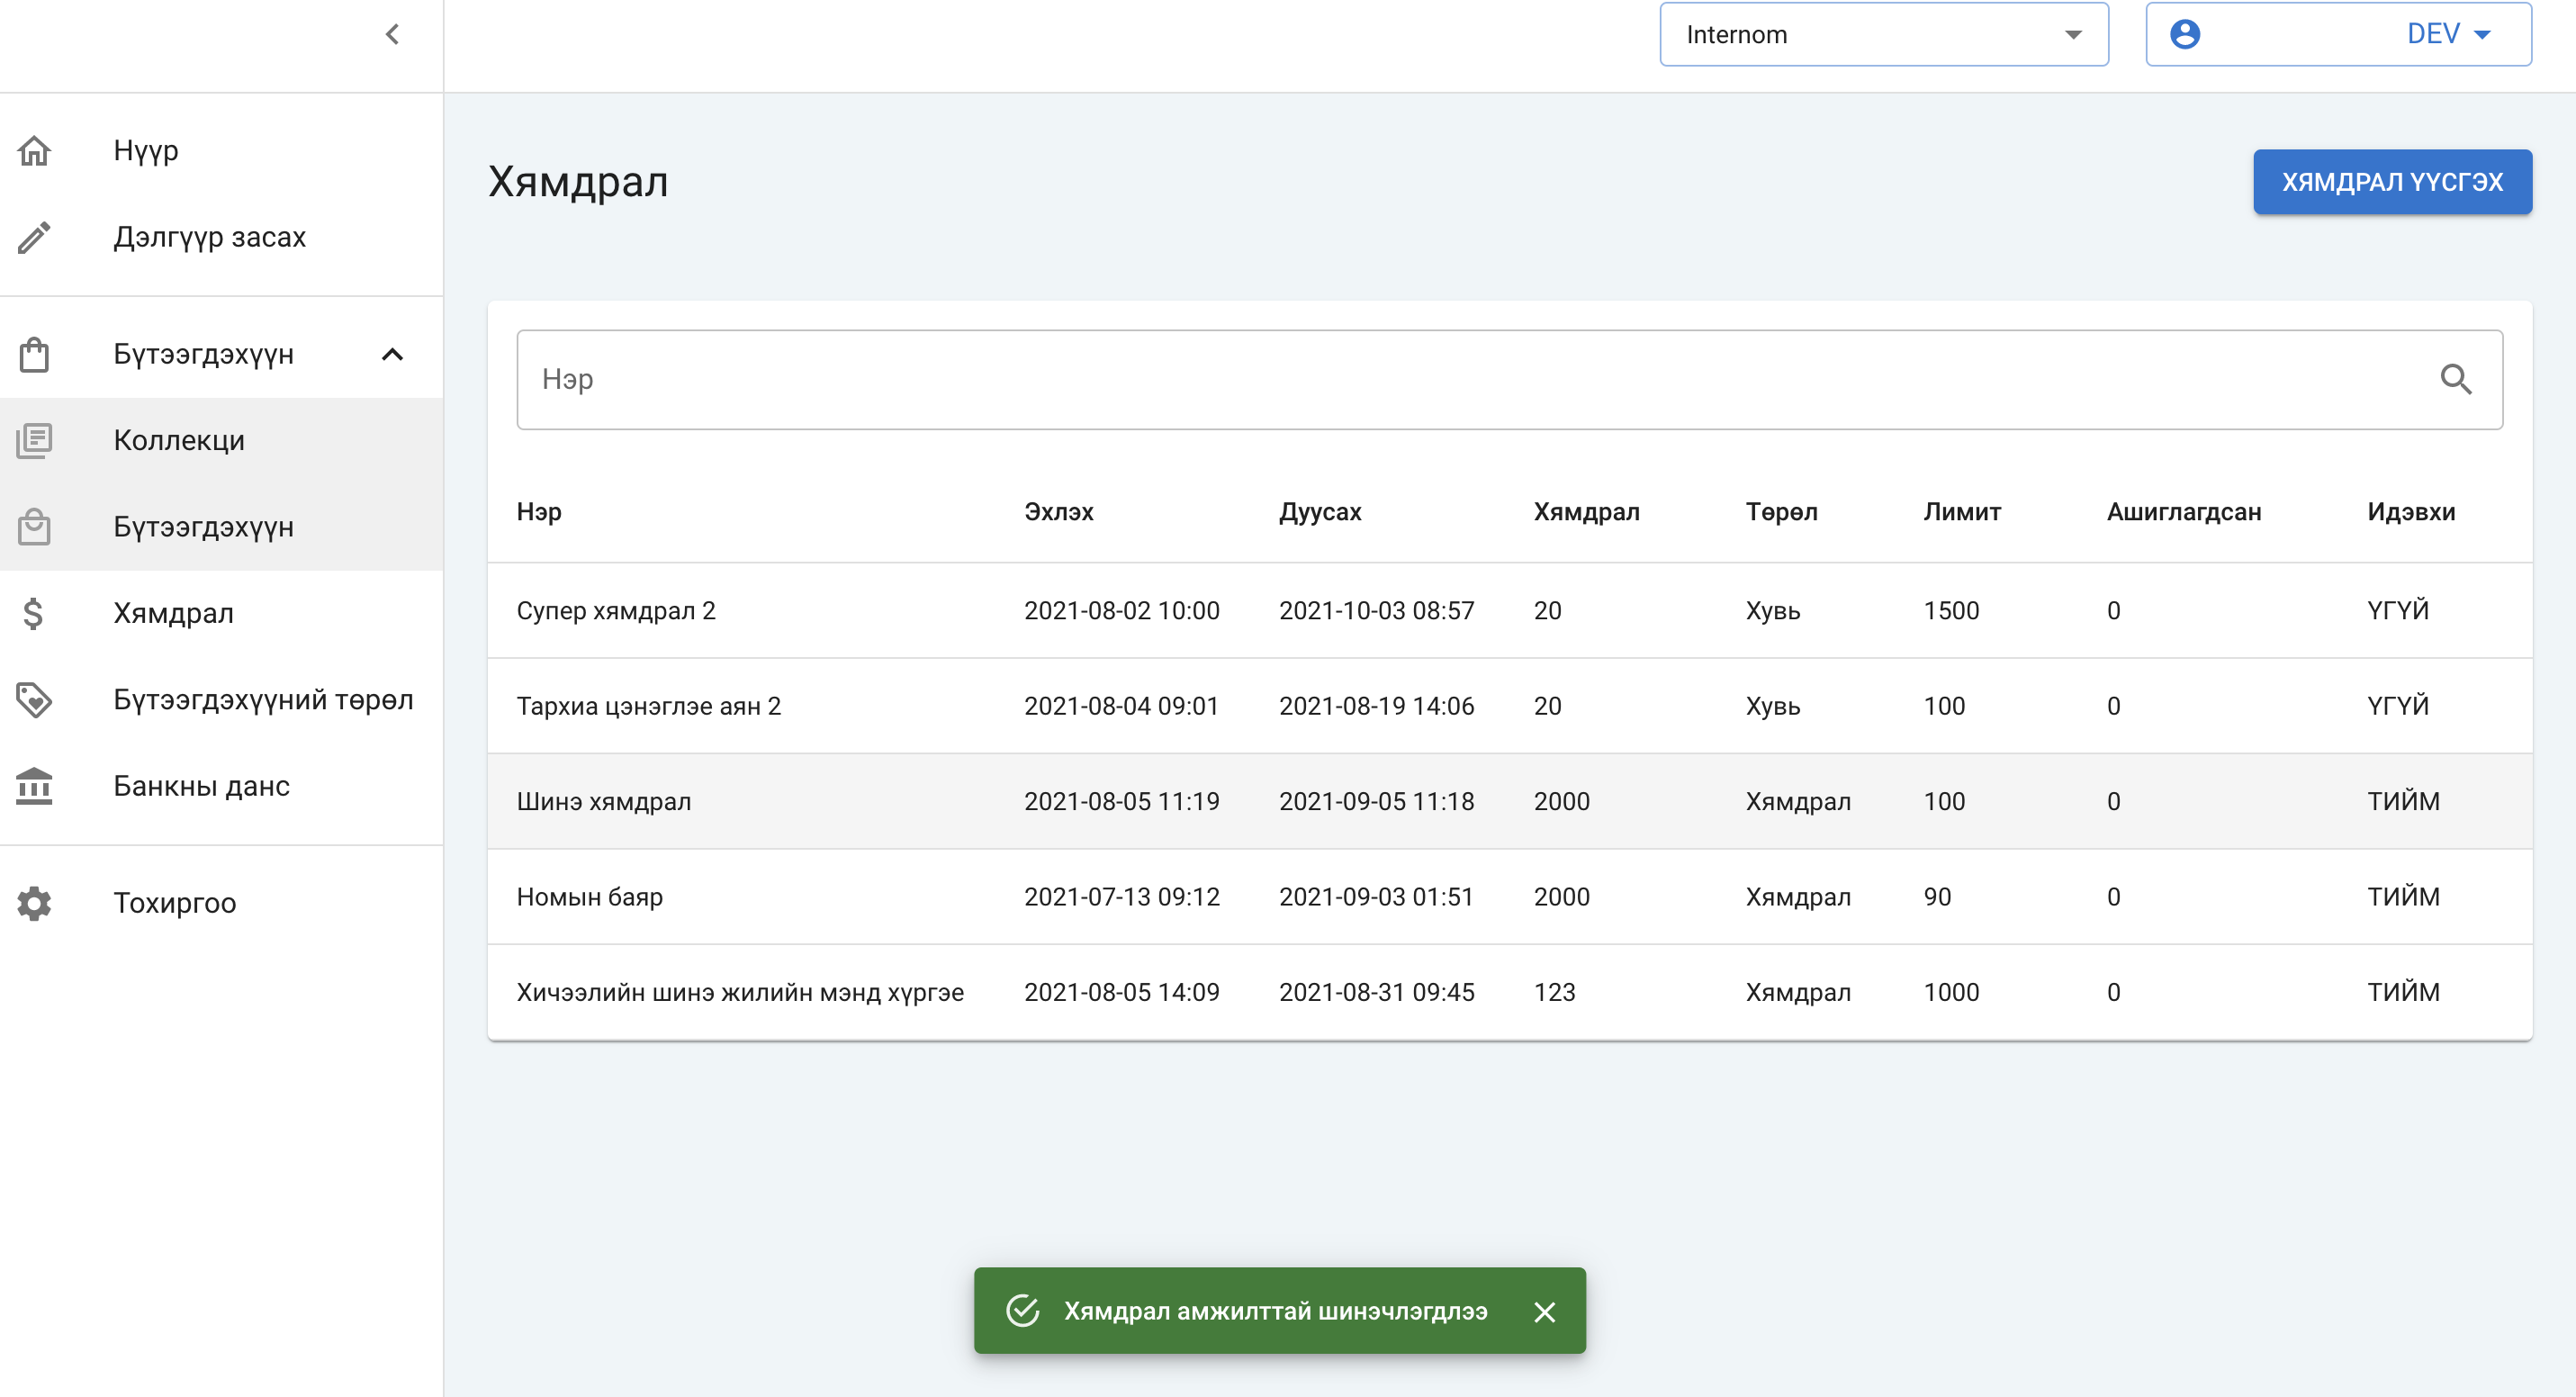 Internom
DEV
Нүүр
Дэлгүүр засах
Бүтээгдэхүүн
Коллекци
Бүтээгдэхүүн
Хямдрал
Бүтээгдэхүүний төрөл
Банкны данс
Тохиргоо
Хямдрал
ХЯМДРАЛ ҮҮСГЭХ
Нэр
Нэр Эхлэх Дуусах Хямдрал Төрөл Лимит Ашиглагдсан Идэвхи
Супер хямдрал 2 2021-08-02 10:00 2021-10-03 08:57 20 Хувь 1500 0 ҮГҮЙ
Тархиа цэнэглэе аян 2 2021-08-04 09:01 2021-08-19 14:06 20 Хувь 100 0 ҮГҮЙ
Шинэ хямдрал 2021-08-05 11:19 2021-09-05 11:18 2000 Хямдрал 100 0 ТИЙМ
Номын баяр 2021-07-13 09:12 2021-09-03 01:51 2000 Хямдрал 90 0 ТИЙМ
Хичээлийн шинэ жилийн мэнд хүргэе 2021-08-05 14:09 2021-08-31 09:45 123 Хямдрал 1000 0 ТИЙМ
Хямдрал амжилттай шинэчлэгдлээ